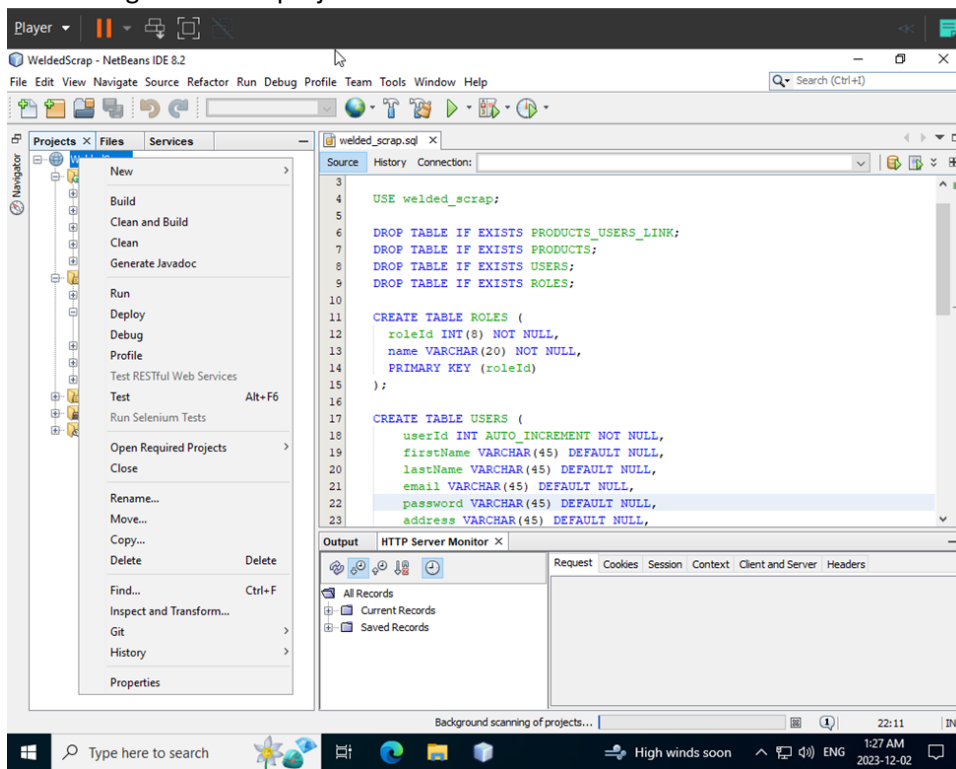 Player
WeldedScrap - NetBeans IDE 8.2
File Edit View Navigate Source Refactor Run Debug Profile Team Tools Window Help
Search (Ctrl+I)
Projects Files Services
Navigator
New
Build
Clean and Build
Clean
Generate Javadoc
Run
Deploy
Debug
Profile
Test RESTful Web Services
Test Alt+F6
Run Selenium Tests
Open Required Projects
Close
Rename...
Move...
Copy...
Delete Delete
Find... Ctrl+F
Inspect and Transform...
Git
History
Properties
welded_scrap.sql
Source History Connection:
3
4 USE welded_scrap;
5
6 DROP TABLE IF EXISTS PRODUCTS_USERS_LINK;
7 DROP TABLE IF EXISTS PRODUCTS;
8 DROP TABLE IF EXISTS USERS;
9 DROP TABLE IF EXISTS ROLES;
10
11 CREATE TABLE ROLES (
12 roleId INT(8) NOT NULL,
13 name VARCHAR(20) NOT NULL,
14 PRIMARY KEY (roleId)
15 );
16
17 CREATE TABLE USERS (
18 userId INT AUTO_INCREMENT NOT NULL,
19 firstName VARCHAR(45) DEFAULT NULL,
20 lastName VARCHAR(45) DEFAULT NULL,
21 email VARCHAR(45) DEFAULT NULL,
22 password VARCHAR(45) DEFAULT NULL,
23 address VARCHAR(45) DEFAULT NULL,
Output HTTP Server Monitor
All Records
Current Records
Saved Records
Request Cookies Session Context Client and Server Headers
Background scanning of projects...
1
22:11
IN
Type here to search
High winds soon
ENG
1:27 AM
2023-12-02